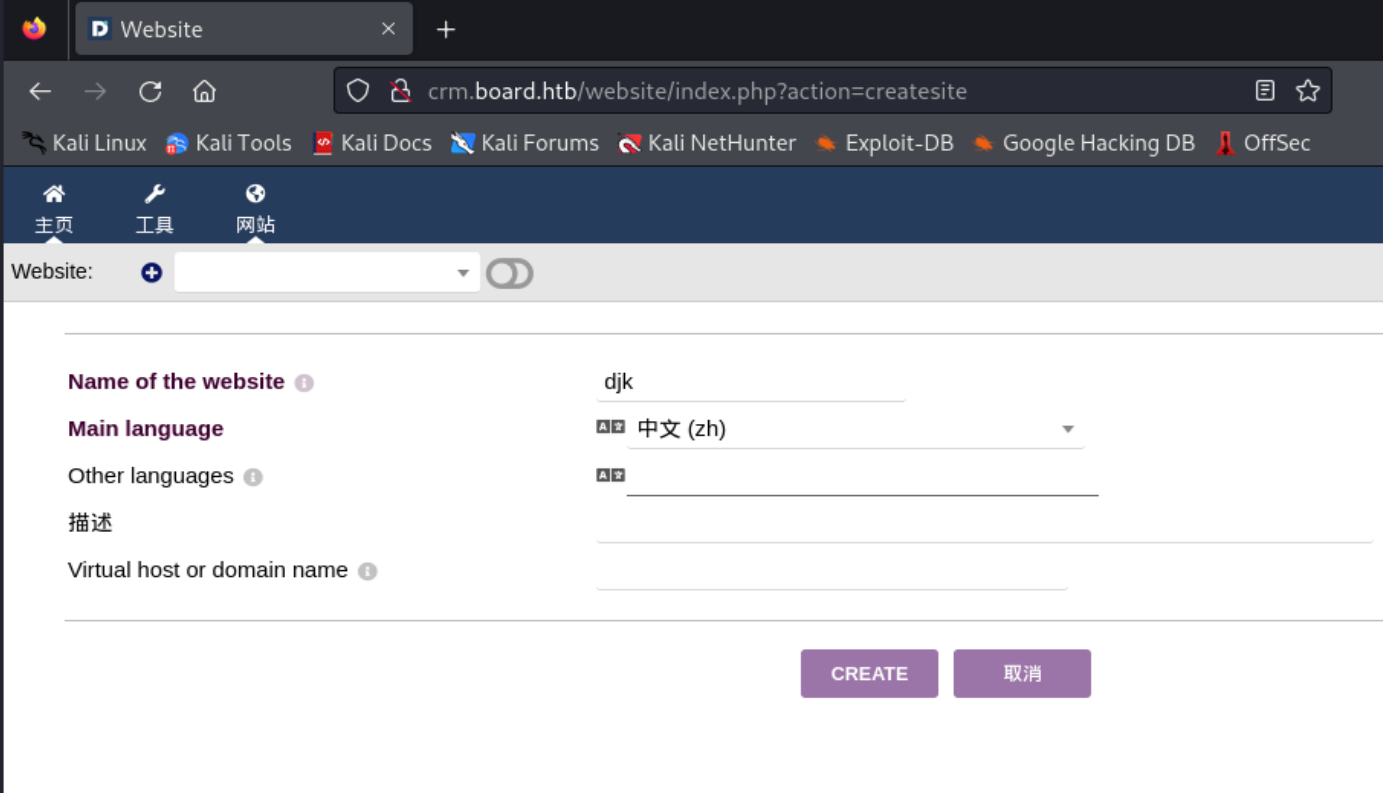 Website
crm.board.htb/website/index.php?action=createsite
Kali Linux Kali Tools Kali Docs Kali Forums Kali NetHunter Exploit-DB Google Hacking DB OffSec
主页 工具 网站
Website:
Name of the website djk
Main language 中文 (zh)
Other languages
描述
Virtual host or domain name
CREATE 取消